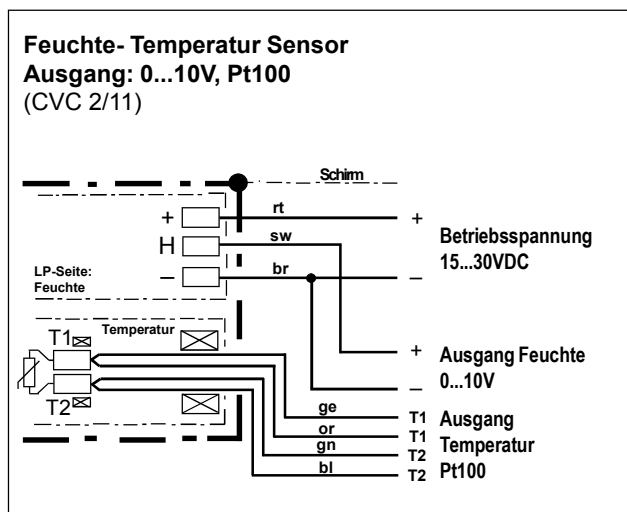 Feuchte- Temperatur Sensor
Ausgang: 0...10V, Pt100
(CVC 2/11)
Schirm
+ rt +
H sw
– br –
Betriebsspannung
15...30VDC
LP-Seite:
Feuchte
Temperatur
T1
T2
+ Ausgang Feuchte
– 0...10V
ge T1 Ausgang
or T1
gn T2 Temperatur
bl T2 Pt100